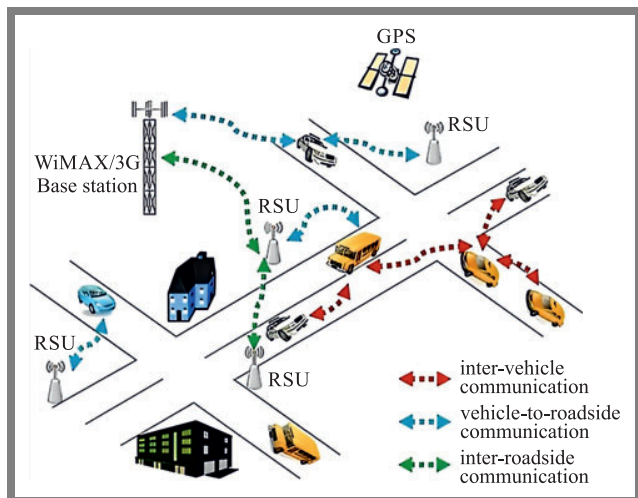 GPS
RSU
WiMAX/3G
Base station
RSU
RSU
RSU
inter-vehicle
communication
vehicle-to-roadside
communication
inter-roadside
communication